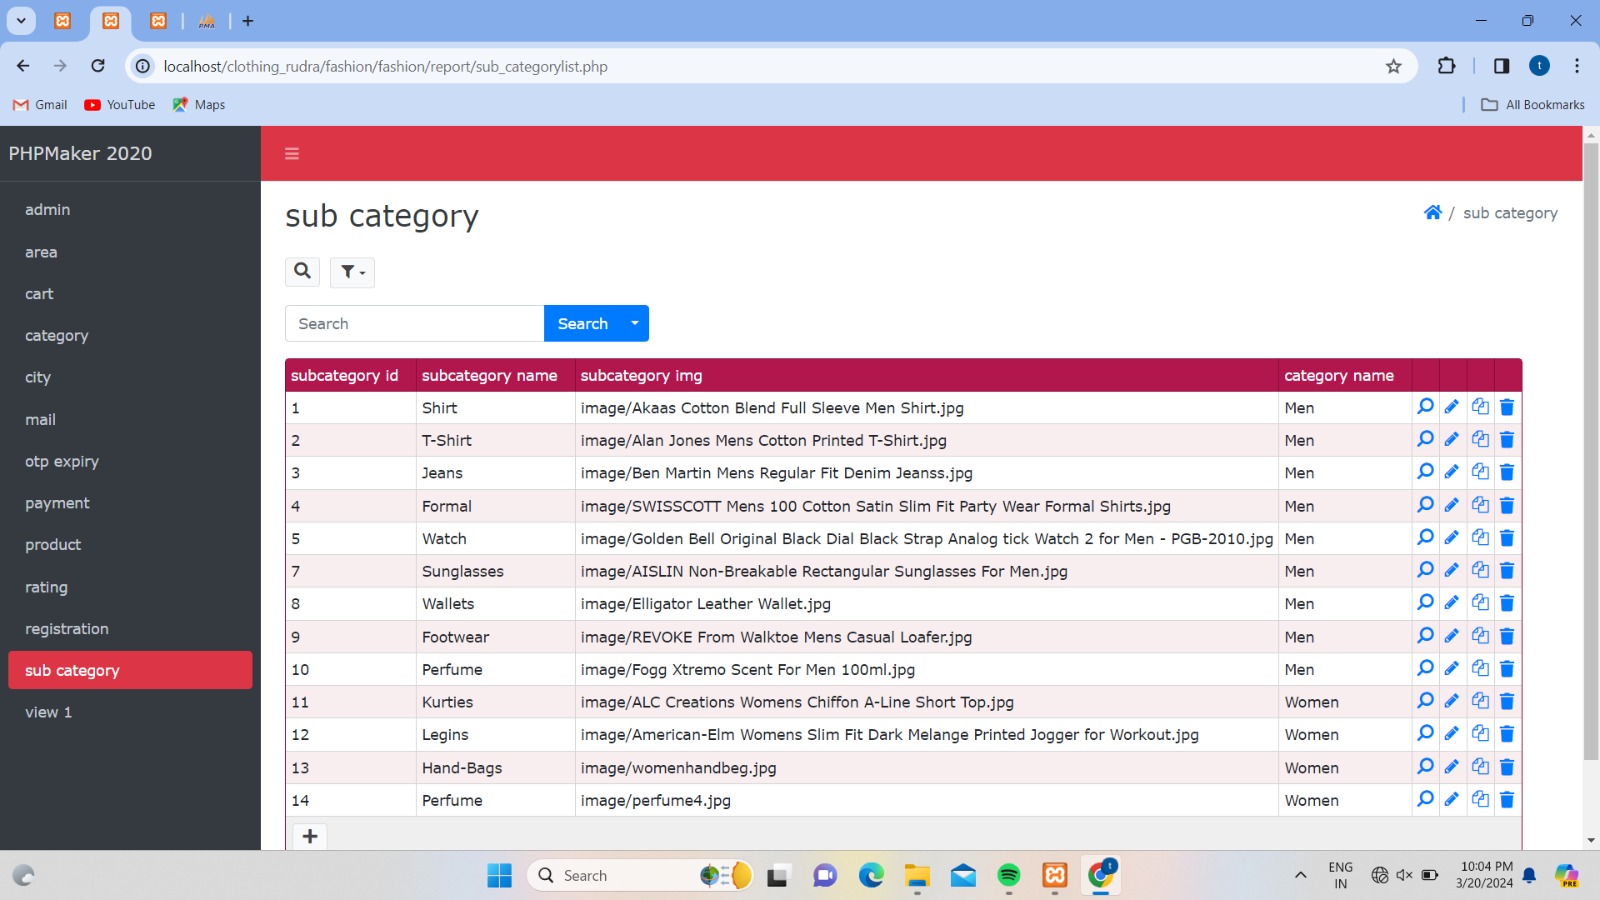 localhost/clothing_rudra/fashion/fashion/report/sub_categorylist.php
Gmail YouTube Maps All Bookmarks
PHPMaker 2020
admin
area
cart
category
city
mail
otp expiry
payment
product
rating
registration
sub category
view 1
sub category
/ sub category
Search Search
subcategory id subcategory name subcategory img category name
1 Shirt image/Akaas Cotton Blend Full Sleeve Men Shirt.jpg Men
2 T-Shirt image/Alan Jones Mens Cotton Printed T-Shirt.jpg Men
3 Jeans image/Ben Martin Mens Regular Fit Denim Jeanss.jpg Men
4 Formal image/SWISSCOTT Mens 100 Cotton Satin Slim Fit Party Wear Formal Shirts.jpg Men
5 Watch image/Golden Bell Original Black Dial Black Strap Analog tick Watch 2 for Men - PGB-2010.jpg Men
7 Sunglasses image/AISLIN Non-Breakable Rectangular Sunglasses For Men.jpg Men
8 Wallets image/Elligator Leather Wallet.jpg Men
9 Footwear image/REVOKE From Walktoe Mens Casual Loafer.jpg Men
10 Perfume image/Fogg Xtremo Scent For Men 100ml.jpg Men
11 Kurties image/ALC Creations Womens Chiffon A-Line Short Top.jpg Women
12 Legins image/American-Elm Womens Slim Fit Dark Melange Printed Jogger for Workout.jpg Women
13 Hand-Bags image/womenhandbeg.jpg Women
14 Perfume image/perfume4.jpg Women
Search
ENG
IN
10:04 PM
3/20/2024
PRE